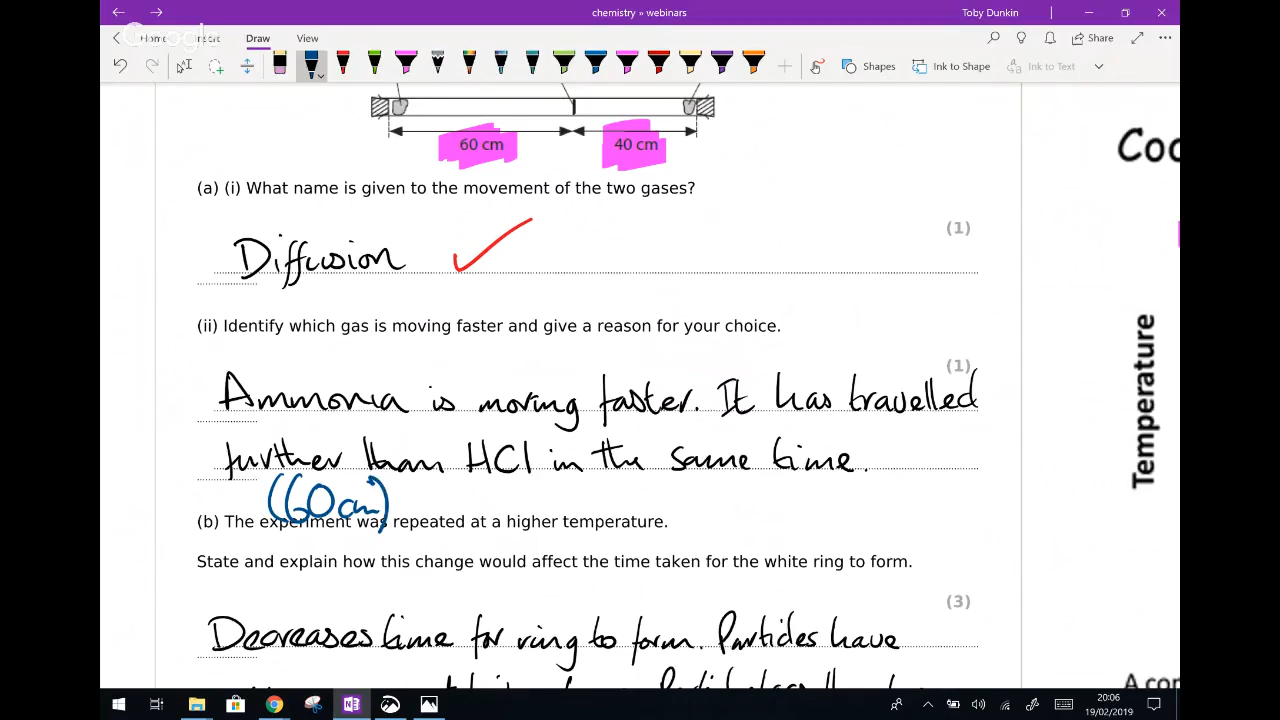 chemistry » webinars
Toby Dunkin
Google
Home
Insert
Draw
View
Share
Shapes
Ink to Shape
Ink to Text
60 cm
40 cm
(a) (i) What name is given to the movement of the two gases?
(1)
Diffusion
(ii) Identify which gas is moving faster and give a reason for your choice.
(1)
Ammonia is moving faster. It has travelled
further than HCl in the same time.
(60cm)
(b) The experiment was repeated at a higher temperature.
State and explain how this change would affect the time taken for the white ring to form.
(3)
Decreases time for ring to form. Particles have
Temperature
20:06
19/02/2019